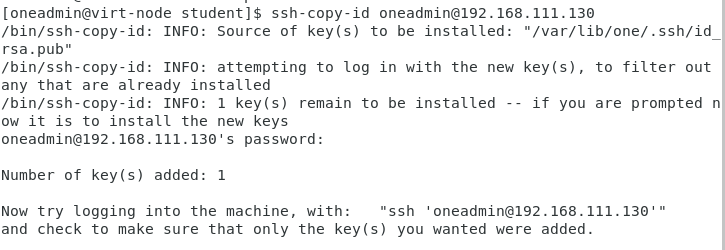 [oneadmin@virt-node student]$ ssh-copy-id oneadmin@192.168.111.130
/bin/ssh-copy-id: INFO: Source of key(s) to be installed: "/var/lib/one/.ssh/id_
rsa.pub"
/bin/ssh-copy-id: INFO: attempting to log in with the new key(s), to filter out
any that are already installed
/bin/ssh-copy-id: INFO: 1 key(s) remain to be installed -- if you are prompted n
ow it is to install the new keys
oneadmin@192.168.111.130's password:
Number of key(s) added: 1
Now try logging into the machine, with:   "ssh 'oneadmin@192.168.111.130'"
and check to make sure that only the key(s) you wanted were added.